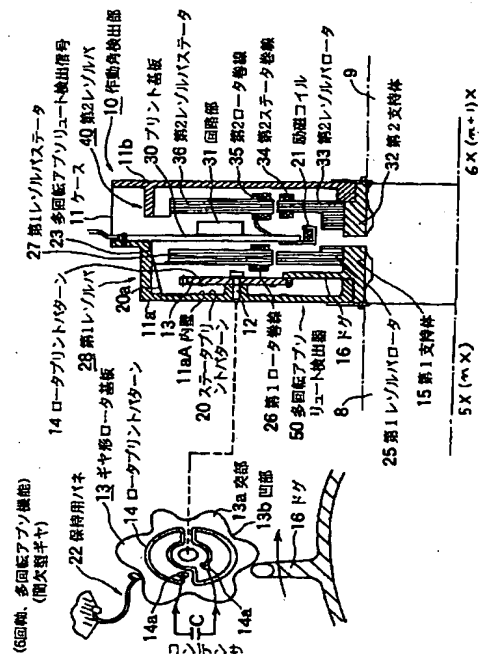 (6回軸、多回転アブソ機能)
(間欠型ギヤ)
22 保持用バネ
13 ギヤ形ロータ基板
14 ロータプリントパターン
13a 突部
13b 凹部
14a
14a
C
コンデンサ
16 ドグ
14 ロータプリントパターン
28 第1レゾルバ
20a
27 第1レゾルバステータ
23 多回転アブソリュート検出信号
11 ケース
11b
10 作動角検出部
40 第2レゾルバ
30 プリント基板
36 第2レゾルバステータ
31 回路部
35 第2ロータ巻線
34 第2ステータ巻線
21 励磁コイル
33 第2レゾルバロータ
32 第2支持体
9
6X (m+1)X
11a
13
11aA 内壁
20 ステータプリントパターン
12
26 第1ロータ巻線
50 多回転アブソリュート検出器
16 ドグ
8
25 第1レゾルバロータ
15 第1支持体
5X (mX)